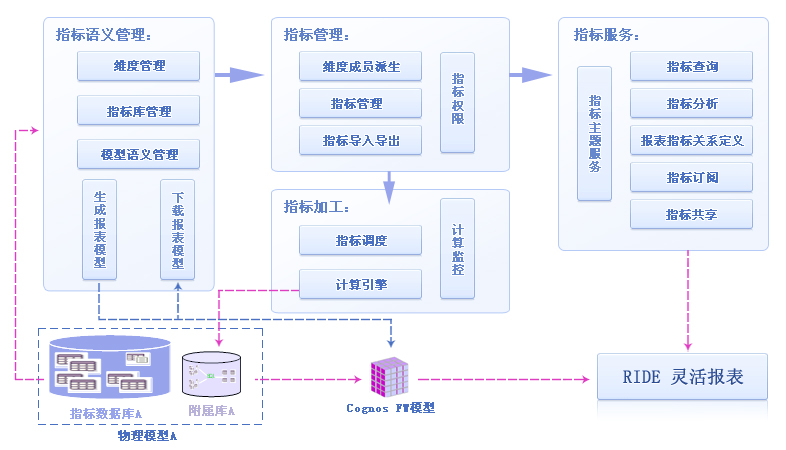 指标语义管理：
维度管理
指标库管理
模型语义管理
生成报表模型
下载报表模型
指标管理：
维度成员派生
指标管理
指标导入导出
指标权限
指标加工：
指标调度
计算引擎
计算监控
指标服务：
指标主题服务
指标查询
指标分析
报表指标关系定义
指标订阅
指标共享
指标数据库A
附属库A
物理模型A
Cognos FW模型
RIDE 灵活报表